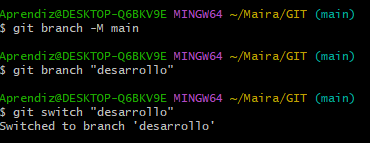 Aprendiz@DESKTOP-Q6BKV9E MINGW64 ~/Maira/GIT (main)
$ git branch -M main
Aprendiz@DESKTOP-Q6BKV9E MINGW64 ~/Maira/GIT (main)
$ git branch "desarrollo"
Aprendiz@DESKTOP-Q6BKV9E MINGW64 ~/Maira/GIT (main)
$ git switch "desarrollo"
Switched to branch 'desarrollo'